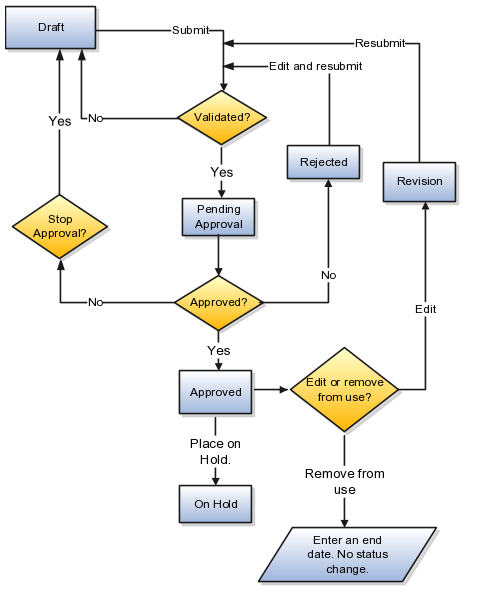 Draft
Submit
Resubmit
Edit and resubmit
No
Validated?
Yes
Yes
Rejected
Revision
Stop
Approval?
Pending
Approval
No
No
Approved?
Edit
Yes
Edit or remove
from use?
Approved
Place on
Hold.
Remove from
use
On Hold
Enter an end
date. No status
change.